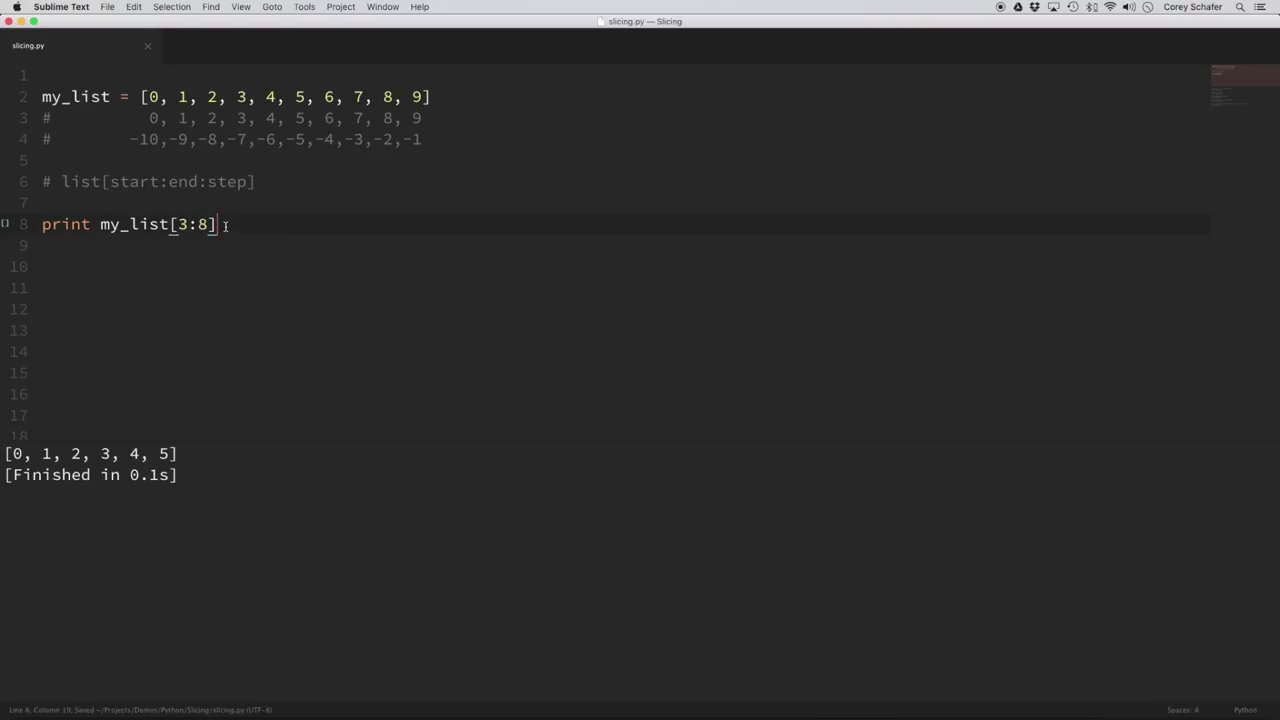 Sublime Text File Edit Selection Find View Goto Tools Project Window Help Corey Schafer
slicing.py — Slicing
slicing.py
1
2 my_list = [0, 1, 2, 3, 4, 5, 6, 7, 8, 9]
3 # 0, 1, 2, 3, 4, 5, 6, 7, 8, 9
4 # -10,-9,-8,-7,-6,-5,-4,-3,-2,-1
5
6 # list[start:end:step]
7
8 print my_list[3:8]
9
10
11
12
13
14
15
16
17
18
[0, 1, 2, 3, 4, 5]
[Finished in 0.1s]
Line 6, Column 19; Saved ~/Projects/Demos/Python/Slicing/slicing.py (UTF-8) Spaces: 4 Python